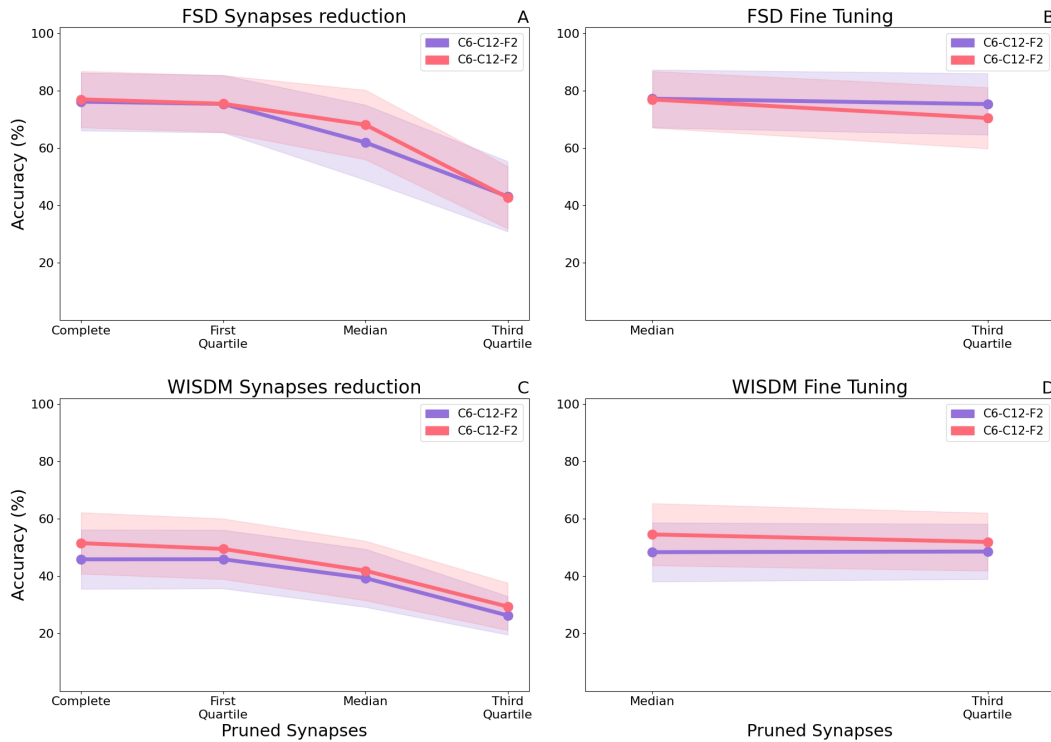 FSD Synapses reduction
A
C6-C12-F2
C6-C12-F2
Accuracy (%)
100
80
60
40
20
Complete
First
Quartile
Median
Third
Quartile
FSD Fine Tuning
B
C6-C12-F2
C6-C12-F2
100
80
60
40
20
Median
Third
Quartile
WISDM Synapses reduction
C
C6-C12-F2
C6-C12-F2
Accuracy (%)
100
80
60
40
20
Complete
First
Quartile
Median
Third
Quartile
Pruned Synapses
WISDM Fine Tuning
D
C6-C12-F2
C6-C12-F2
100
80
60
40
20
Median
Third
Quartile
Pruned Synapses